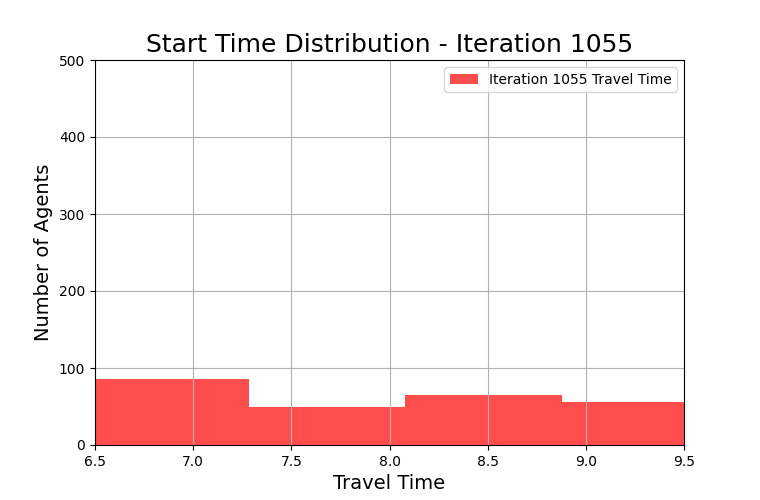 Start Time Distribution - Iteration 1055
Iteration 1055 Travel Time
Number of Agents
500
400
300
200
100
0
6.5 7.0 7.5 8.0 8.5 9.0 9.5
Travel Time